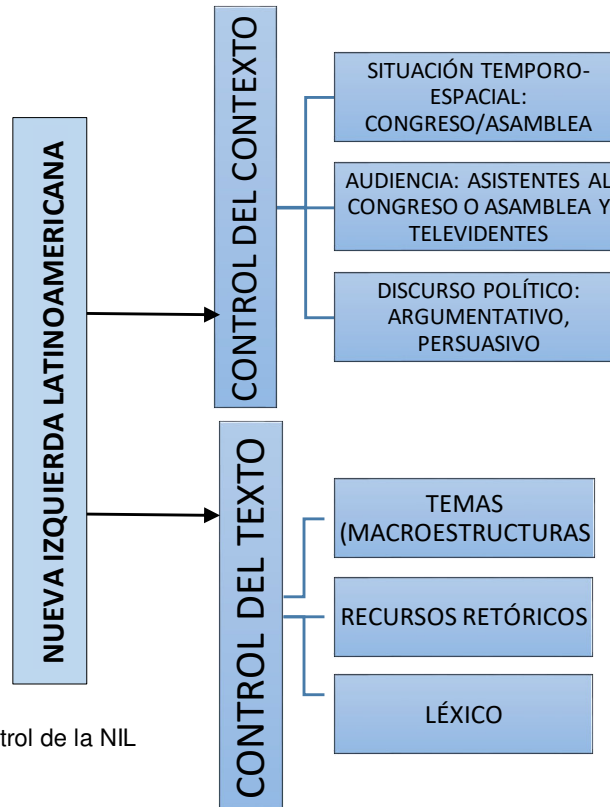 NUEVA IZQUIERDA LATINOAMERICANA
CONTROL DEL CONTEXTO
SITUACIÓN TEMPORO-
ESPACIAL:
CONGRESO/ASAMBLEA
AUDIENCIA: ASISTENTES AL
CONGRESO O ASAMBLEA Y
TELEVIDENTES
DISCURSO POLÍTICO:
ARGUMENTATIVO,
PERSUASIVO
CONTROL DEL TEXTO
TEMAS
(MACROESTRUCTURAS
RECURSOS RETÓRICOS
LÉXICO
trol de la NIL